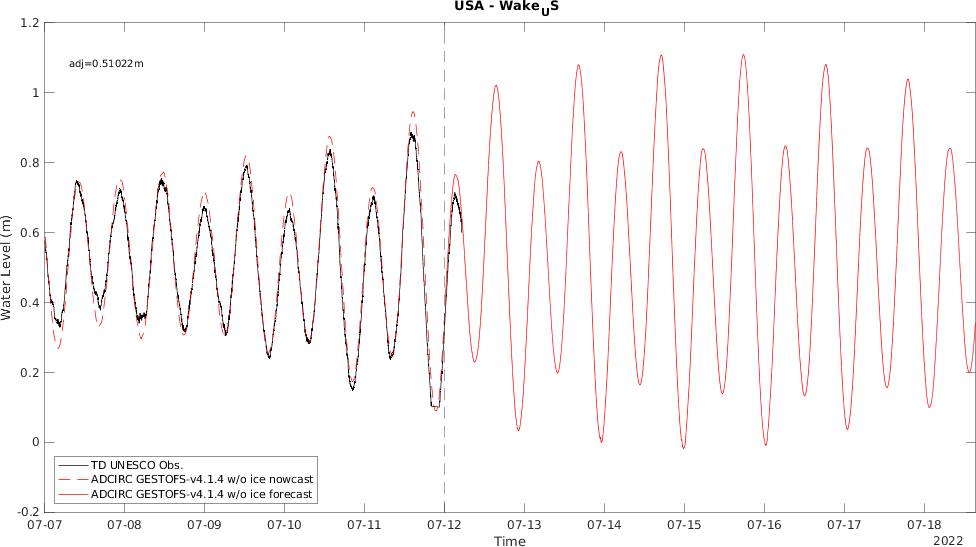 USA - Wake_US
adj=0.51022m
Water Level (m)
1.2
1
0.8
0.6
0.4
0.2
0
-0.2
TD UNESCO Obs.
ADCIRC GESTOFS-v4.1.4 w/o ice nowcast
ADCIRC GESTOFS-v4.1.4 w/o ice forecast
07-07 07-08 07-09 07-10 07-11 07-12 07-13 07-14 07-15 07-16 07-17 07-18
Time
2022